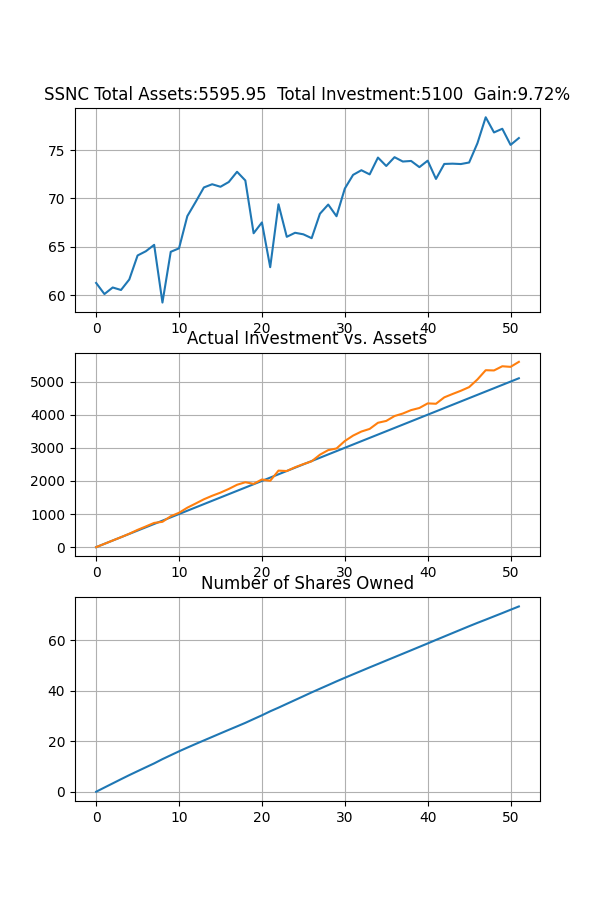 SSNC Total Assets:5595.95  Total Investment:5100  Gain:9.72%
75
70
65
60
0 10 20 30 40 50
Actual Investment vs. Assets
5000
4000
3000
2000
1000
0
0 10 20 30 40 50
Number of Shares Owned
60
40
20
0
0 10 20 30 40 50